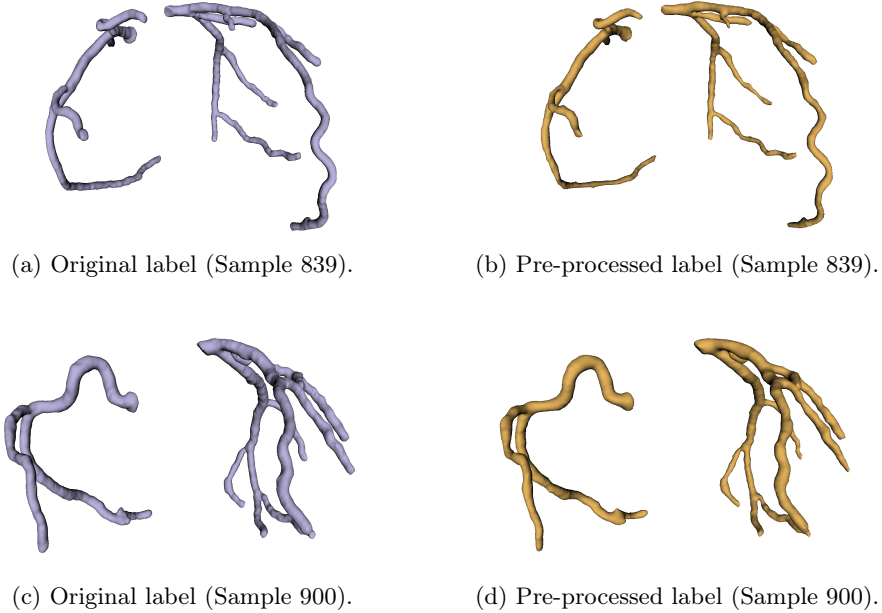 (a) Original label (Sample 839).
(b) Pre-processed label (Sample 839).
(c) Original label (Sample 900).
(d) Pre-processed label (Sample 900).